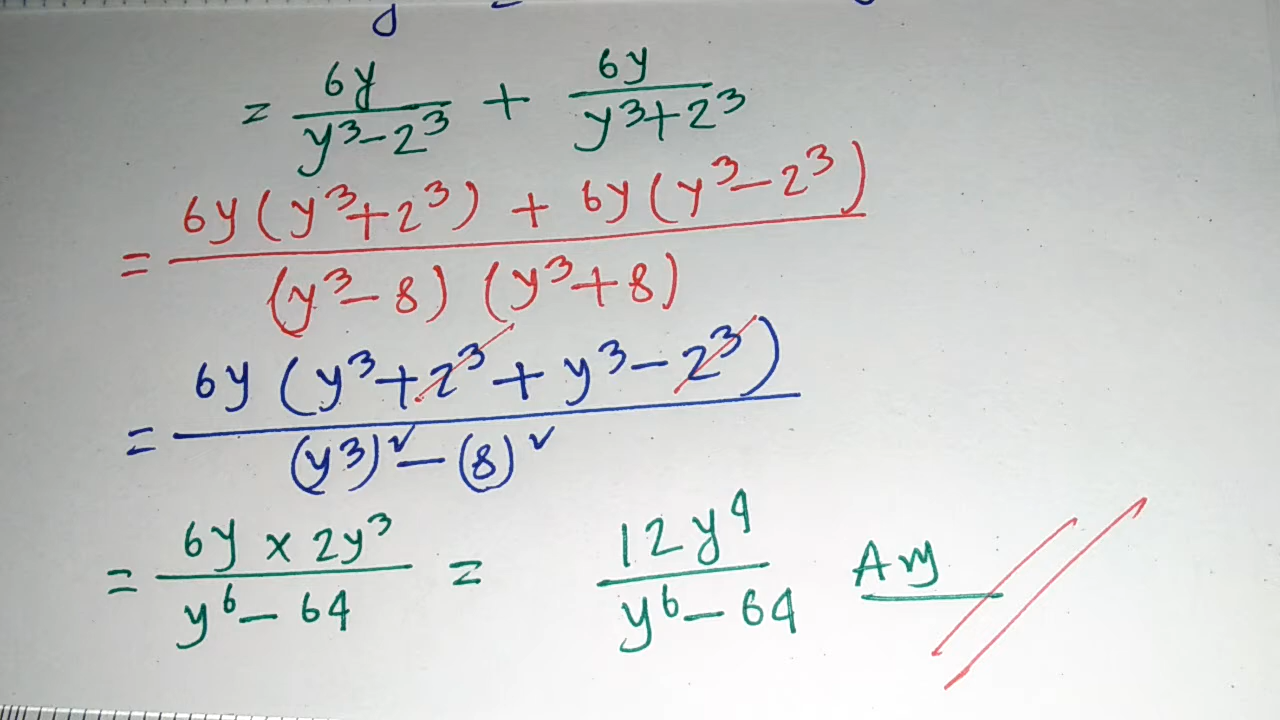 = 6y/(y³-2³) + 6y/(y³+2³)
= (6y(y³+2³) + 6y(y³-2³))/((y³-8)(y³+8))
= (6y(y³+2³+y³-2³))/((y3)²-(8)²)
= (6y×2y³)/(y⁶-64) = 12y⁴/(y⁶-64) Ans